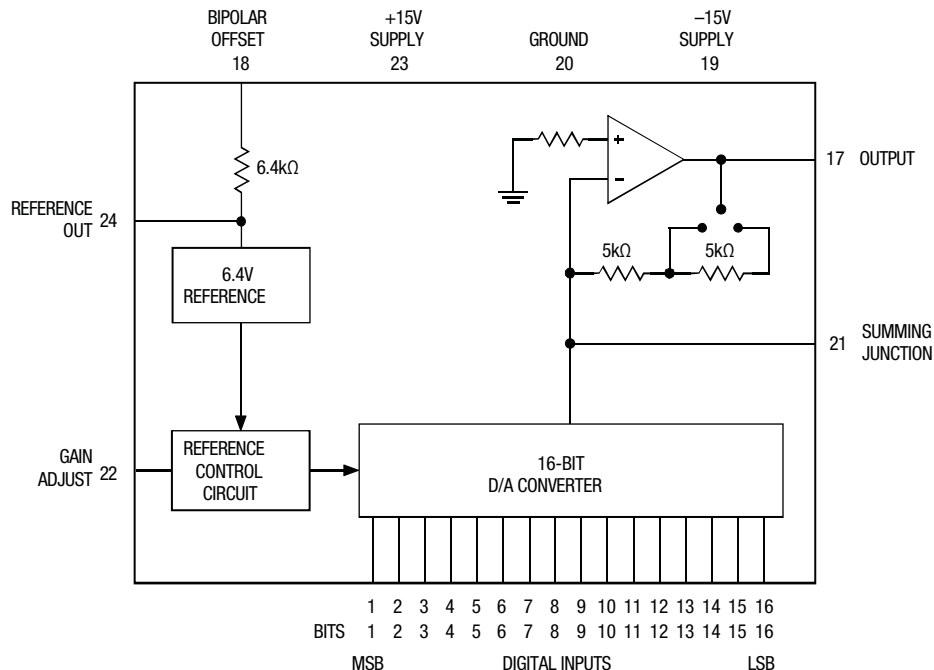 BIPOLAR
OFFSET
18
+15V
SUPPLY
23
GROUND
20
–15V
SUPPLY
19
6.4kΩ
+
-
17 OUTPUT
REFERENCE
OUT 24
5kΩ
5kΩ
6.4V
REFERENCE
21 SUMMING
JUNCTION
GAIN
ADJUST 22
REFERENCE
CONTROL
CIRCUIT
16-BIT
D/A CONVERTER
1 2 3 4 5 6 7 8 9 10 11 12 13 14 15 16
BITS 1 2 3 4 5 6 7 8 9 10 11 12 13 14 15 16
MSB DIGITAL INPUTS LSB